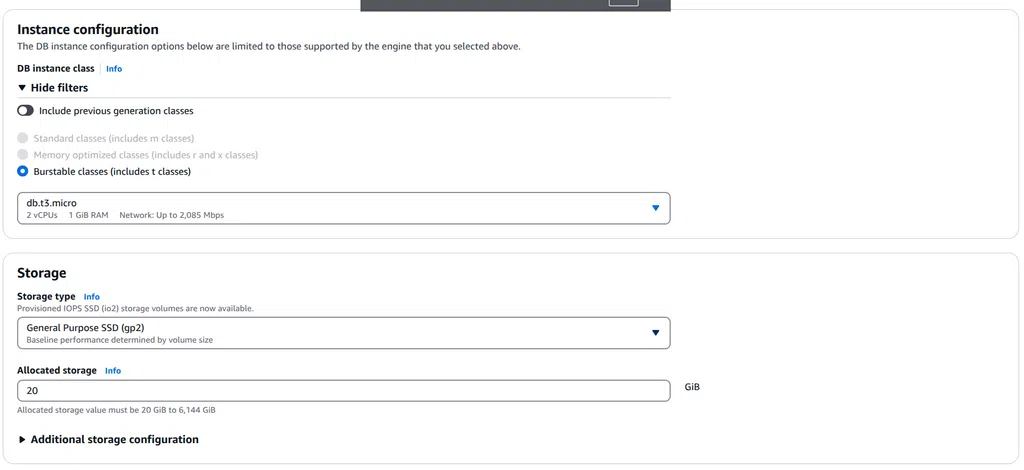 Instance configuration
The DB instance configuration options below are limited to those supported by the engine that you selected above.
DB instance class Info
Hide filters
Include previous generation classes
Standard classes (includes m classes)
Memory optimized classes (includes r and x classes)
Burstable classes (includes t classes)
db.t3.micro
2 vCPUs 1 GiB RAM Network: Up to 2,085 Mbps
Storage
Storage type Info
Provisioned IOPS SSD (io2) storage volumes are now available.
General Purpose SSD (gp2)
Baseline performance determined by volume size
Allocated storage Info
20
GiB
Allocated storage value must be 20 GiB to 6,144 GiB
Additional storage configuration